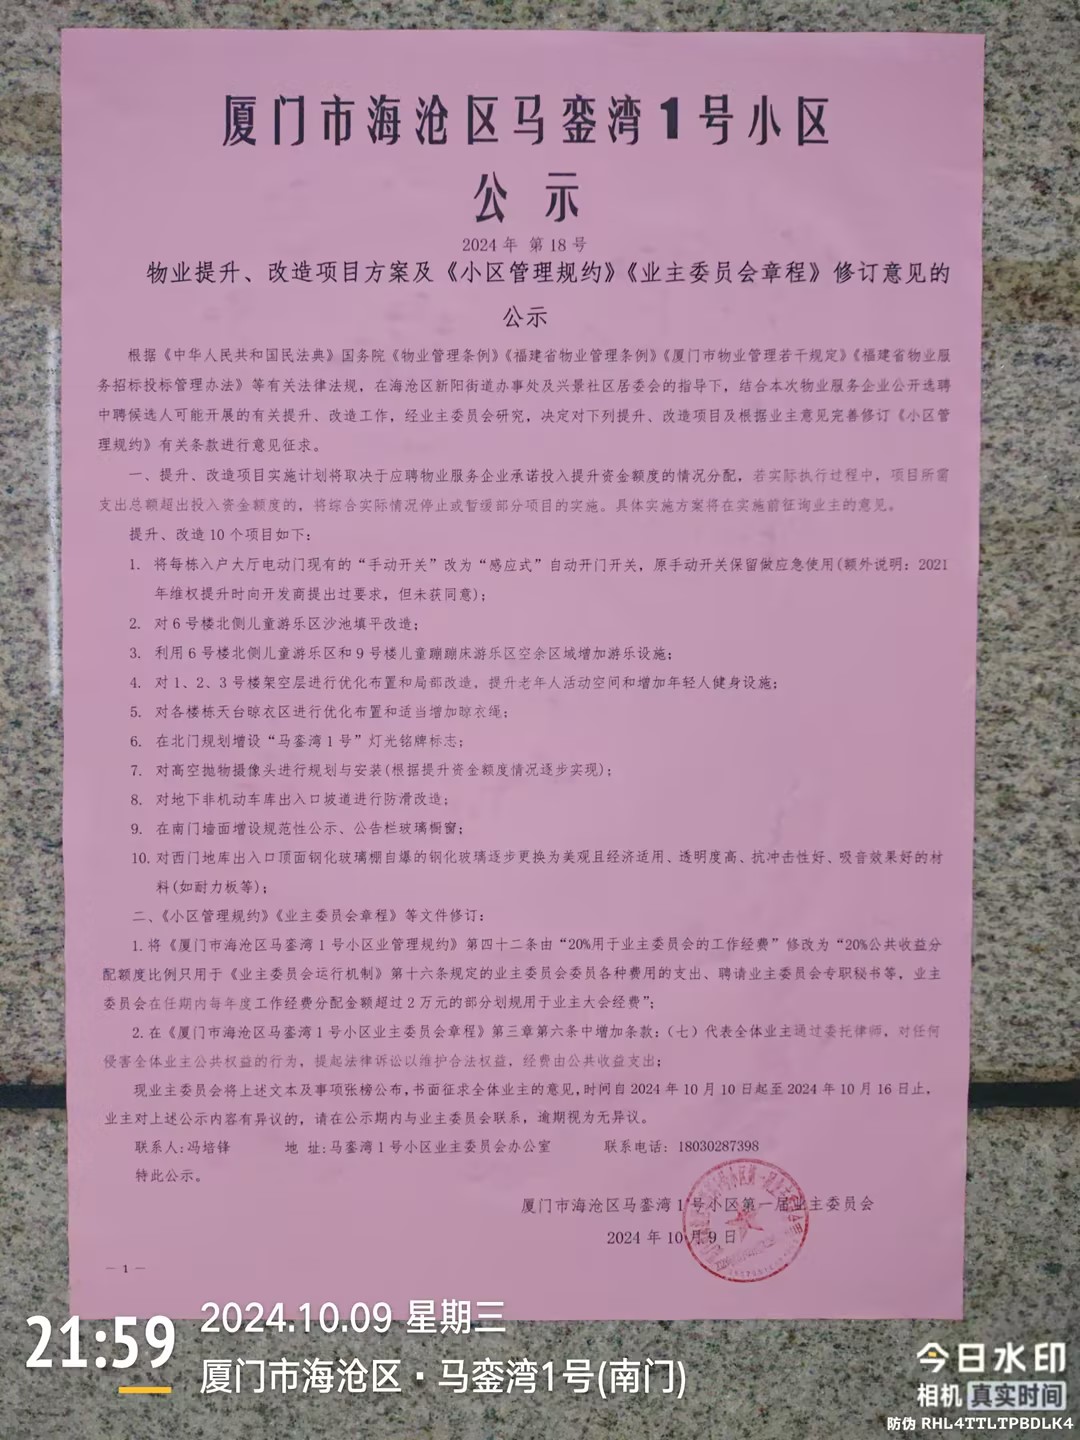 厦门市海沧区马銮湾1号小区
公示
2024年 第18号
物业提升、改造项目方案及《小区管理规约》《业主委员会章程》修订意见的
公示
根据《中华人民共和国民法典》国务院《物业管理条例》《福建省物业管理条例》《厦门市物业管理若干规定》《福建省物业服
务招标投标管理办法》等有关法律法规，在海沧区新阳街道办事处及兴景社区居委会的指导下，结合本次物业服务企业公开选聘
中聘候选人可能开展的有关提升、改造工作，经业主委员会研究，决定对下列提升、改造项目及根据业主意见完善修订《小区管
理规约》有关条款进行意见征求。
一、提升、改造项目实施计划将取决于应聘物业服务企业承诺投入提升资金额度的情况分配，若实际执行过程中，项目所需
支出总额超出投入资金额度的，将综合实际情况停止或暂缓部分项目的实施。具体实施方案将在实施前征询业主的意见。
提升、改造10个项目如下：
1. 将每栋入户大厅电动门现有的“手动开关”改为“感应式”自动开门开关，原手动开关保留做应急使用(额外说明：2021
年维权提升时向开发商提出过要求，但未获同意)；
2. 对6号楼北侧儿童游乐区沙池填平改造；
3. 利用6号楼北侧儿童游乐区和9号楼儿童蹦蹦床游乐区空余区域增加游乐设施；
4. 对1、2、3号楼架空层进行优化布置和局部改造，提升老年人活动空间和增加年轻人健身设施；
5. 对各楼栋天台晾衣区进行优化布置和适当增加晾衣绳；
6. 在北门规划增设“马銮湾1号”灯光铭牌标志；
7. 对高空抛物摄像头进行规划与安装(根据提升资金额度情况逐步实现)；
8. 对地下非机动车库出入口坡道进行防滑改造；
9. 在南门墙面增设规范性公示、公告栏玻璃橱窗；
10. 对西门地库出入口顶面钢化玻璃棚自爆的钢化玻璃逐步更换为美观且经济适用、透明度高、抗冲击性好、吸音效果好的材
料(如耐力板等)；
二、《小区管理规约》《业主委员会章程》等文件修订：
1. 将《厦门市海沧区马銮湾1号小区业管理规约》第四十二条由“20%用于业主委员会的工作经费”修改为“20%公共收益分
配额度比例只用于《业主委员会运行机制》第十六条规定的业主委员会委员各种费用的支出、聘请业主委员会专职秘书等，业主
委员会在任期内每年度工作经费分配金额超过2万元的部分划规用于业主大会经费”；
2. 在《厦门市海沧区马銮湾1号小区业主委员会章程》第三章第六条中增加条款：（七）代表全体业主通过委托律师，对任何
侵害全体业主公共权益的行为，提起法律诉讼以维护合法权益，经费由公共收益支出；
现业主委员会将上述文本及事项张榜公布，书面征求全体业主的意见，时间自2024年10月10日起至2024年10月16日止，
业主对上述公示内容有异议的，请在公示期内与业主委员会联系，逾期视为无异议。
联系人：冯培锋 地 址：马銮湾1号小区业主委员会办公室 联系电话：18030287398
特此公示。
厦门市海沧区马銮湾1号小区第一届业主委员会
2024年10月9日
— 1 —
21:59
2024.10.09 星期三
厦门市海沧区·马銮湾1号(南门)
今日水印
相机 真实时间
防伪 RHL4TTLTPBDLK4